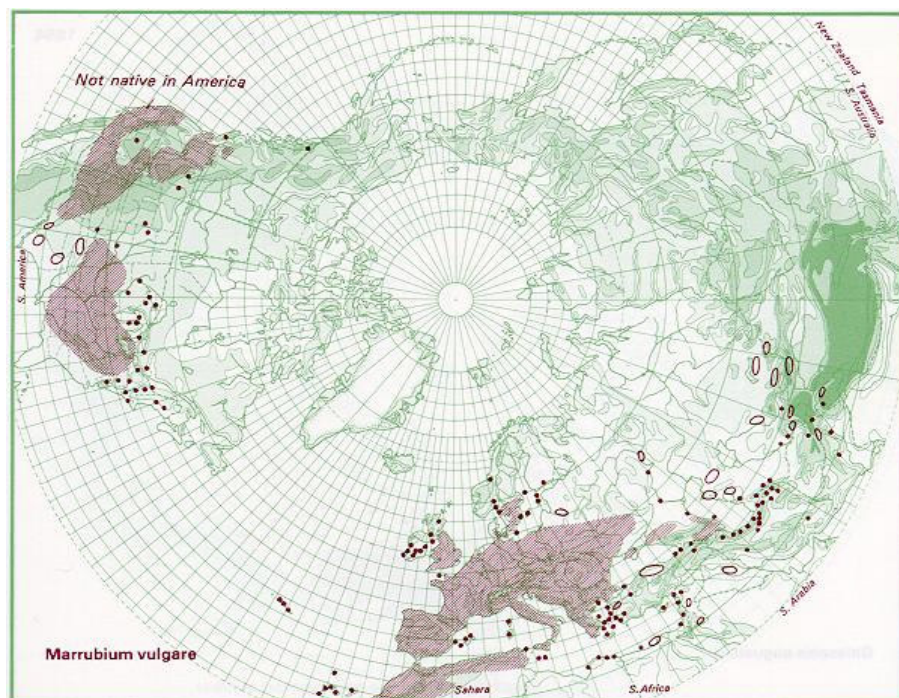 Not native in America
New Zealand Tasmania
S. Australia
S. America
S. Arabia
Marrubium vulgare
Sahara
S. Africa